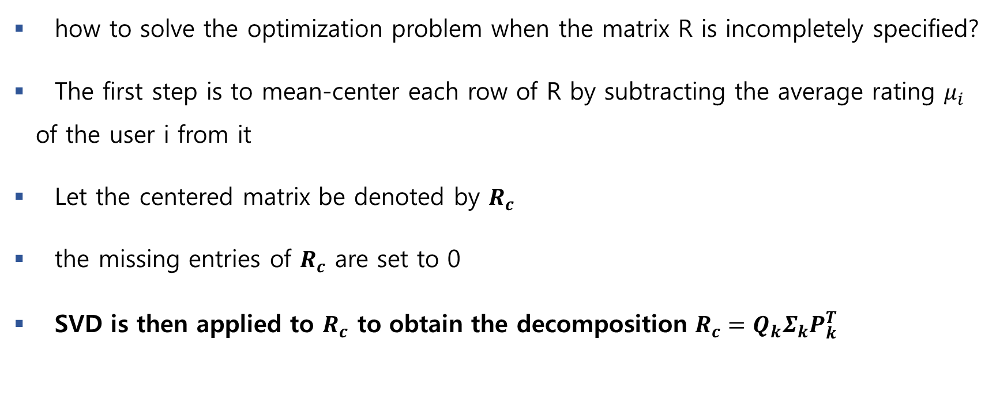 ▪ how to solve the optimization problem when the matrix R is incompletely specified?
▪ The first step is to mean-center each row of R by subtracting the average rating $\mu_i$
of the user i from it
▪ Let the centered matrix be denoted by $\boldsymbol{R_c}$
▪ the missing entries of $\boldsymbol{R_c}$ are set to 0
▪ SVD is then applied to $\boldsymbol{R_c}$ to obtain the decomposition $\boldsymbol{R_c = Q_k \Sigma_k P_k^T}$